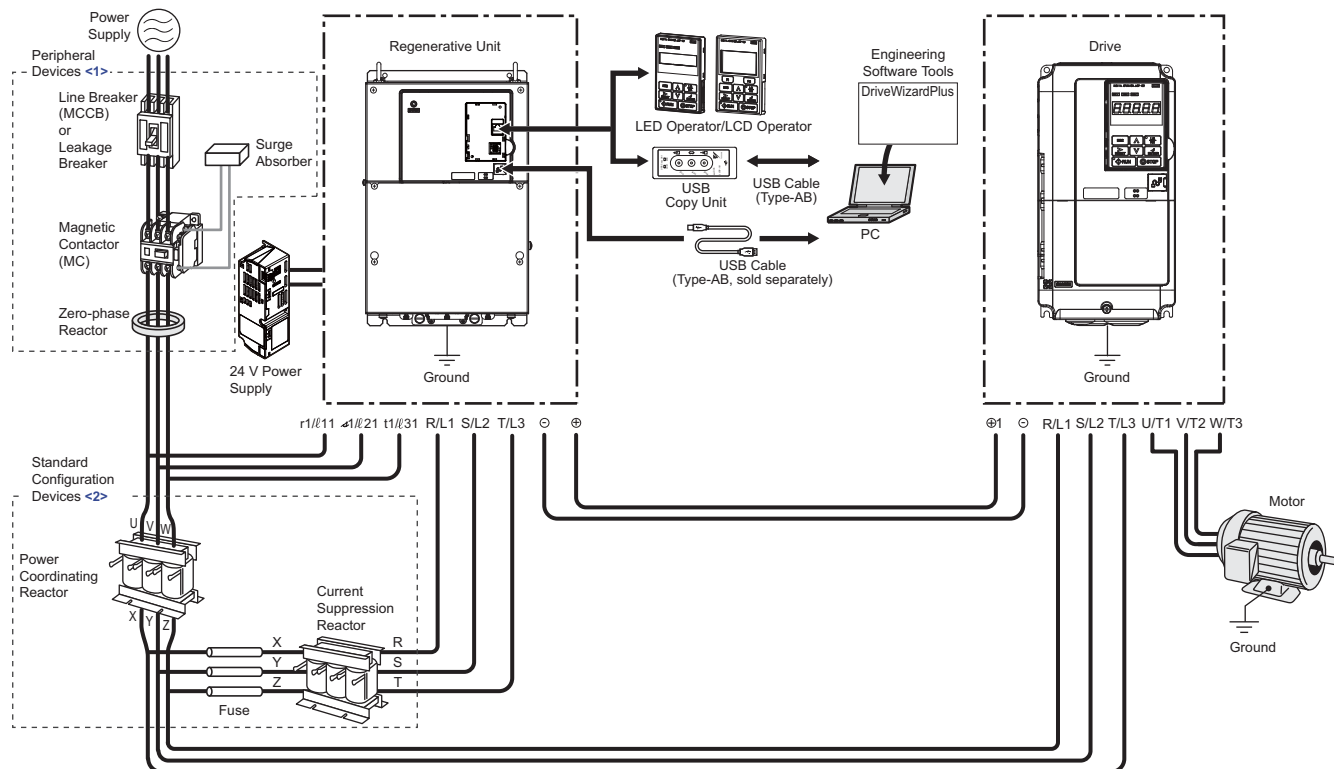 Power
Supply
Peripheral
Devices <1>
Line Breaker
(MCCB)
or
Leakage
Breaker
Surge
Absorber
Magnetic
Contactor
(MC)
Zero-phase
Reactor
24 V Power
Supply
Regenerative Unit
Ground
LED Operator/LCD Operator
USB
Copy Unit
USB Cable
(Type-AB)
USB Cable
(Type-AB, sold separately)
Engineering
Software Tools
DriveWizardPlus
PC
Drive
RUN
STOP
Ground
r1/ℓ11 1/ℓ21 t1/ℓ31 R/L1 S/L2 T/L3 ⊖ ⊕
⊕1 ⊖ R/L1 S/L2 T/L3 U/T1 V/T2 W/T3
Standard
Configuration
Devices <2>
U V W
Power
Coordinating
Reactor
X Y Z
Current
Suppression
Reactor
X R
Y S
Z T
Fuse
Motor
Ground